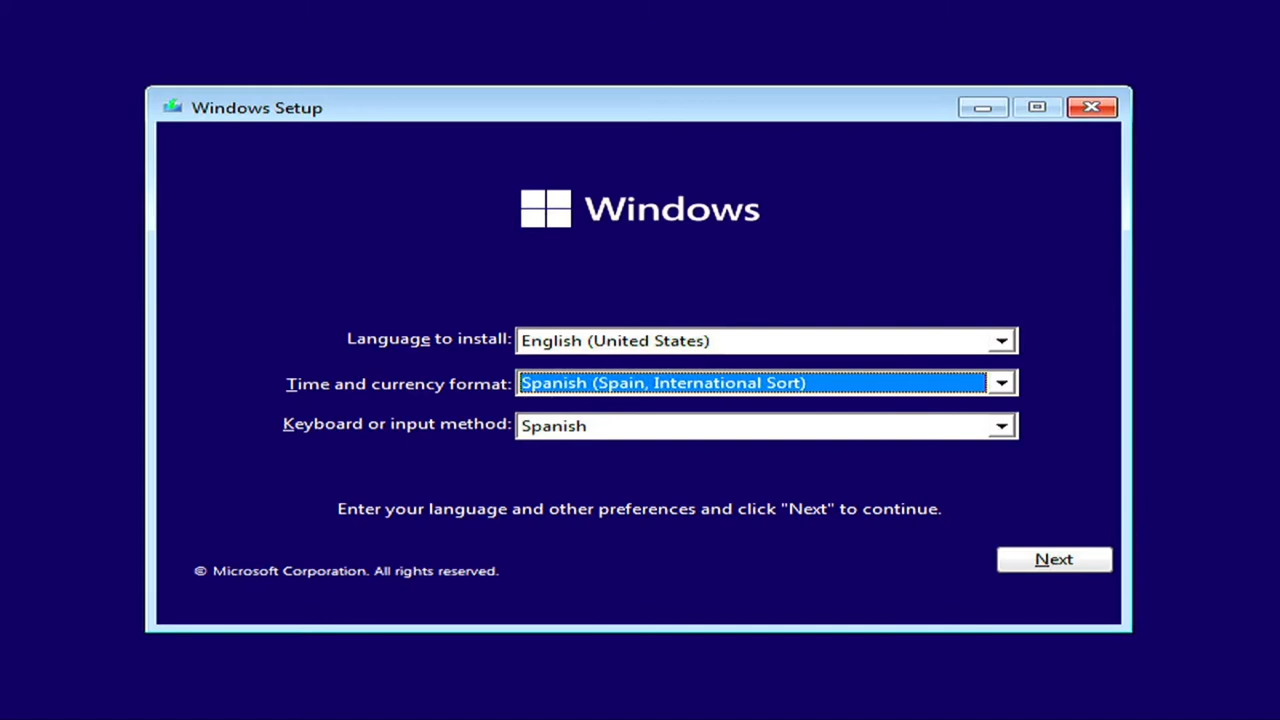 Windows Setup
Windows
Language to install: English (United States)
Time and currency format: Spanish (Spain, International Sort)
Keyboard or input method: Spanish
Enter your language and other preferences and click "Next" to continue.
Next
© Microsoft Corporation. All rights reserved.